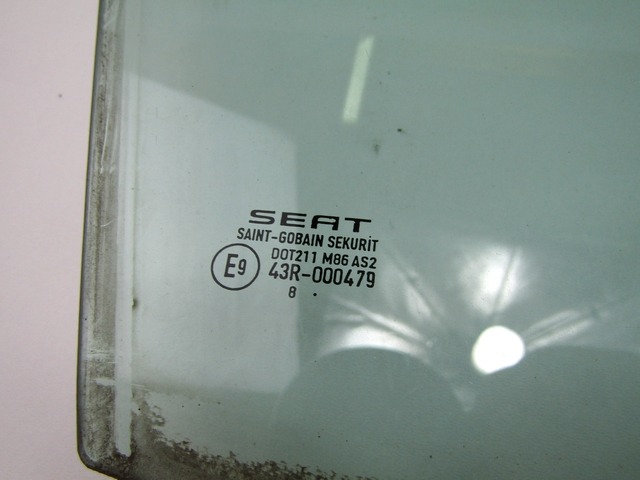 SEAT
SAINT-GOBAIN SEKURIT
DOT211 M86 AS2
E9 43R-000479
8 .